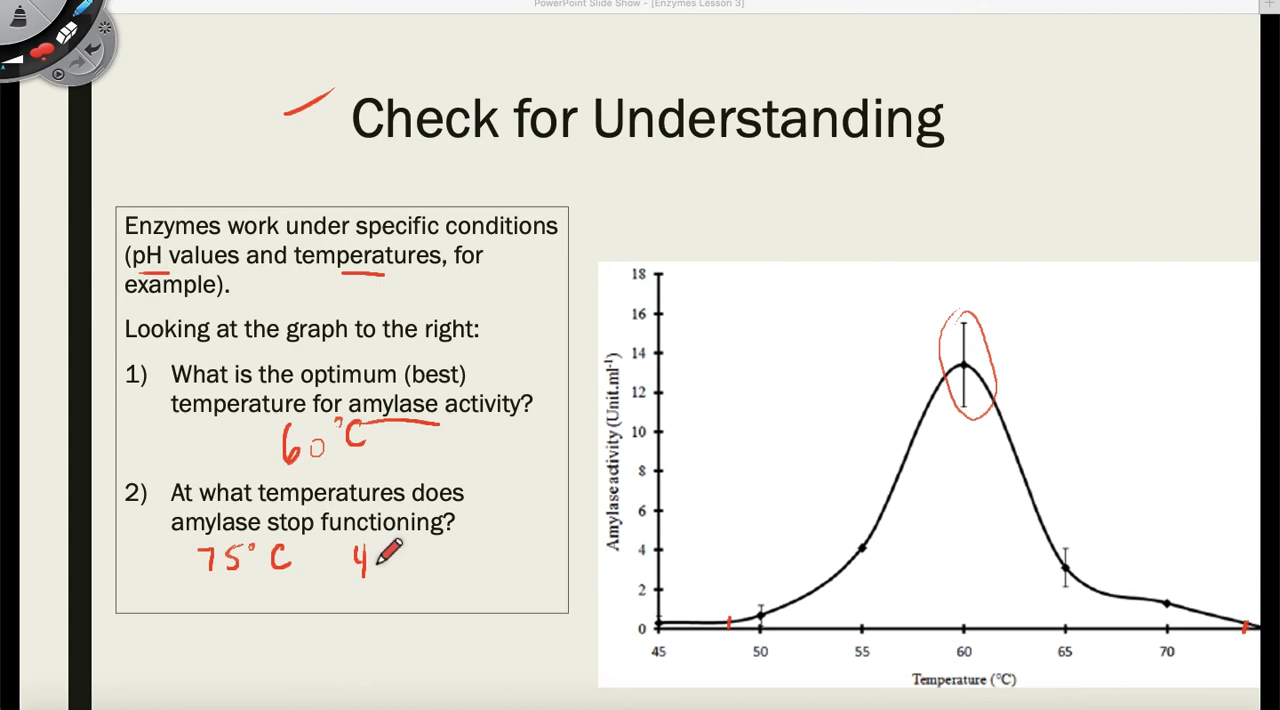 PowerPoint Slide Show - [Enzymes Lesson 3]
Check for Understanding
Enzymes work under specific conditions
(pH values and temperatures, for
example).
Looking at the graph to the right:
1) What is the optimum (best)
temperature for amylase activity?
60°C
2) At what temperatures does
amylase stop functioning?
75°C 4
18
16
14
12
10
8
6
4
2
0
Amylase activity (Unit.ml⁻¹)
45 50 55 60 65 70
Temperature (°C)